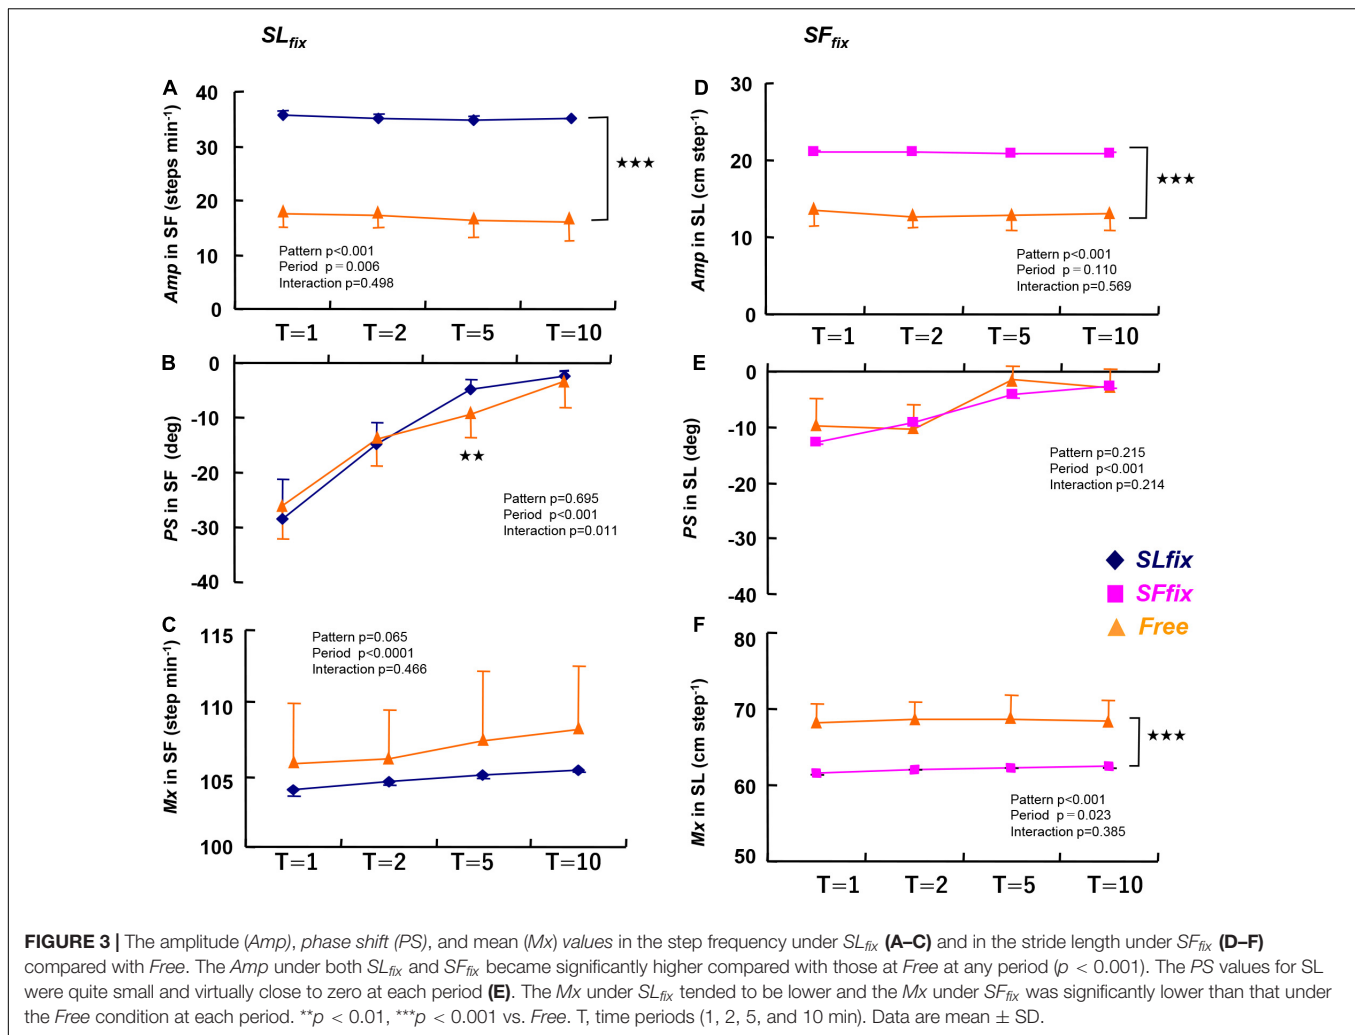 SLfix
SFfix
A
Amp in SF (steps min-1)
40
30
20
10
0
★★★
Pattern p<0.001
Period p=0.006
Interaction p=0.498
T=1 T=2 T=5 T=10
D
Amp in SL (cm step-1)
30
20
10
0
★★★
Pattern p<0.001
Period p=0.110
Interaction p=0.569
T=1 T=2 T=5 T=10
B
PS in SF (deg)
0
-10
-20
-30
-40
★★
Pattern p=0.695
Period p<0.001
Interaction p=0.011
E
PS in SL (deg)
0
-10
-20
-30
-40
Pattern p=0.215
Period p<0.001
Interaction p=0.214
SLfix
SFfix
Free
C
Mx in SF (step min-1)
115
110
105
100
Pattern p=0.065
Period p<0.0001
Interaction p=0.466
T=1 T=2 T=5 T=10
F
Mx in SL (cm step-1)
80
70
60
50
★★★
Pattern p<0.001
Period p=0.023
Interaction p=0.385
T=1 T=2 T=5 T=10
FIGURE 3 | The amplitude (Amp), phase shift (PS), and mean (Mx) values in the step frequency under SLfix (A–C) and in the stride length under SFfix (D–F)
compared with Free. The Amp under both SLfix and SFfix became significantly higher compared with those at Free at any period (p < 0.001). The PS values for SL
were quite small and virtually close to zero at each period (E). The Mx under SLfix tended to be lower and the Mx under SFfix was significantly lower than that under
the Free condition at each period. **p < 0.01, ***p < 0.001 vs. Free. T, time periods (1, 2, 5, and 10 min). Data are mean ± SD.